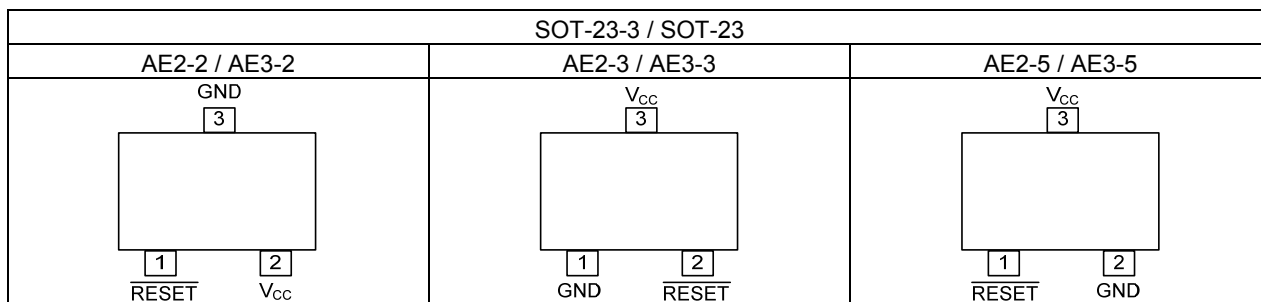 SOT-23-3 / SOT-23
AE2-2 / AE3-2 AE2-3 / AE3-3 AE2-5 / AE3-5
GND VCC VCC
3 3 3
1 2 1 2 1 2
RESET VCC GND RESET RESET GND